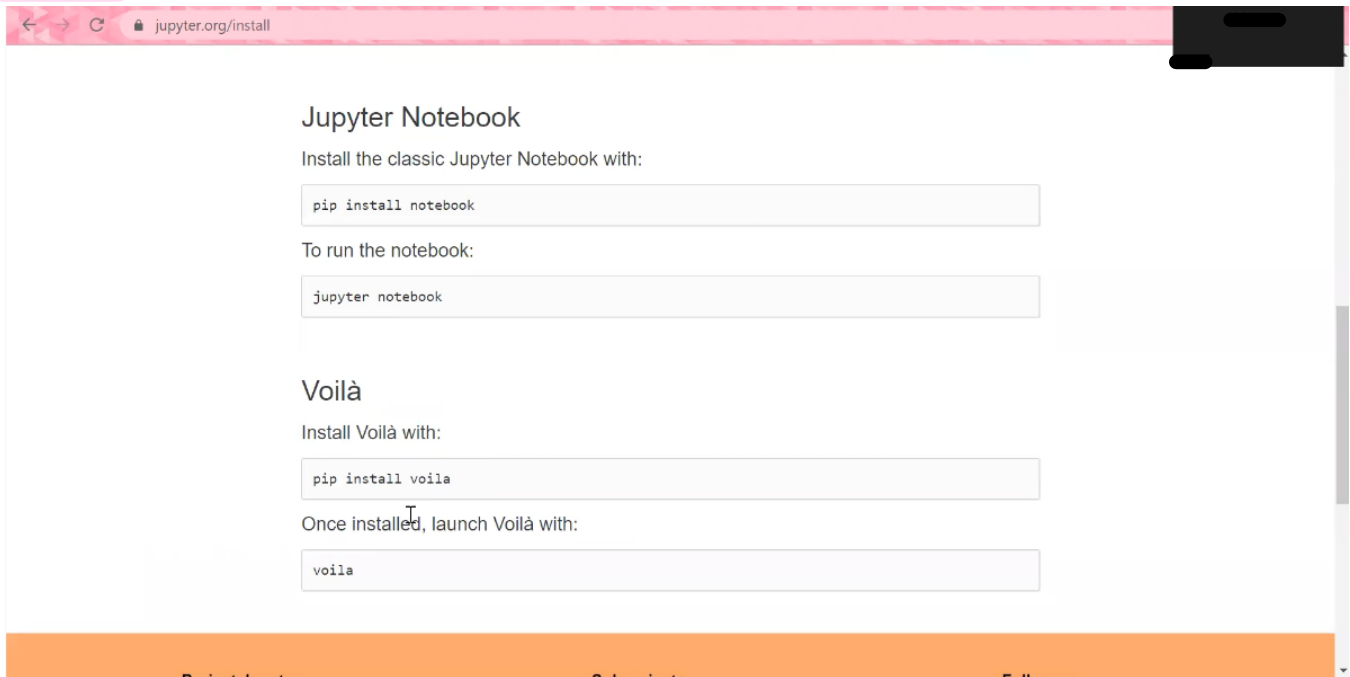 jupyter.org/install
Jupyter Notebook
Install the classic Jupyter Notebook with:
pip install notebook
To run the notebook:
jupyter notebook
Voilà
Install Voilà with:
pip install voila
Once installed, launch Voilà with:
voila